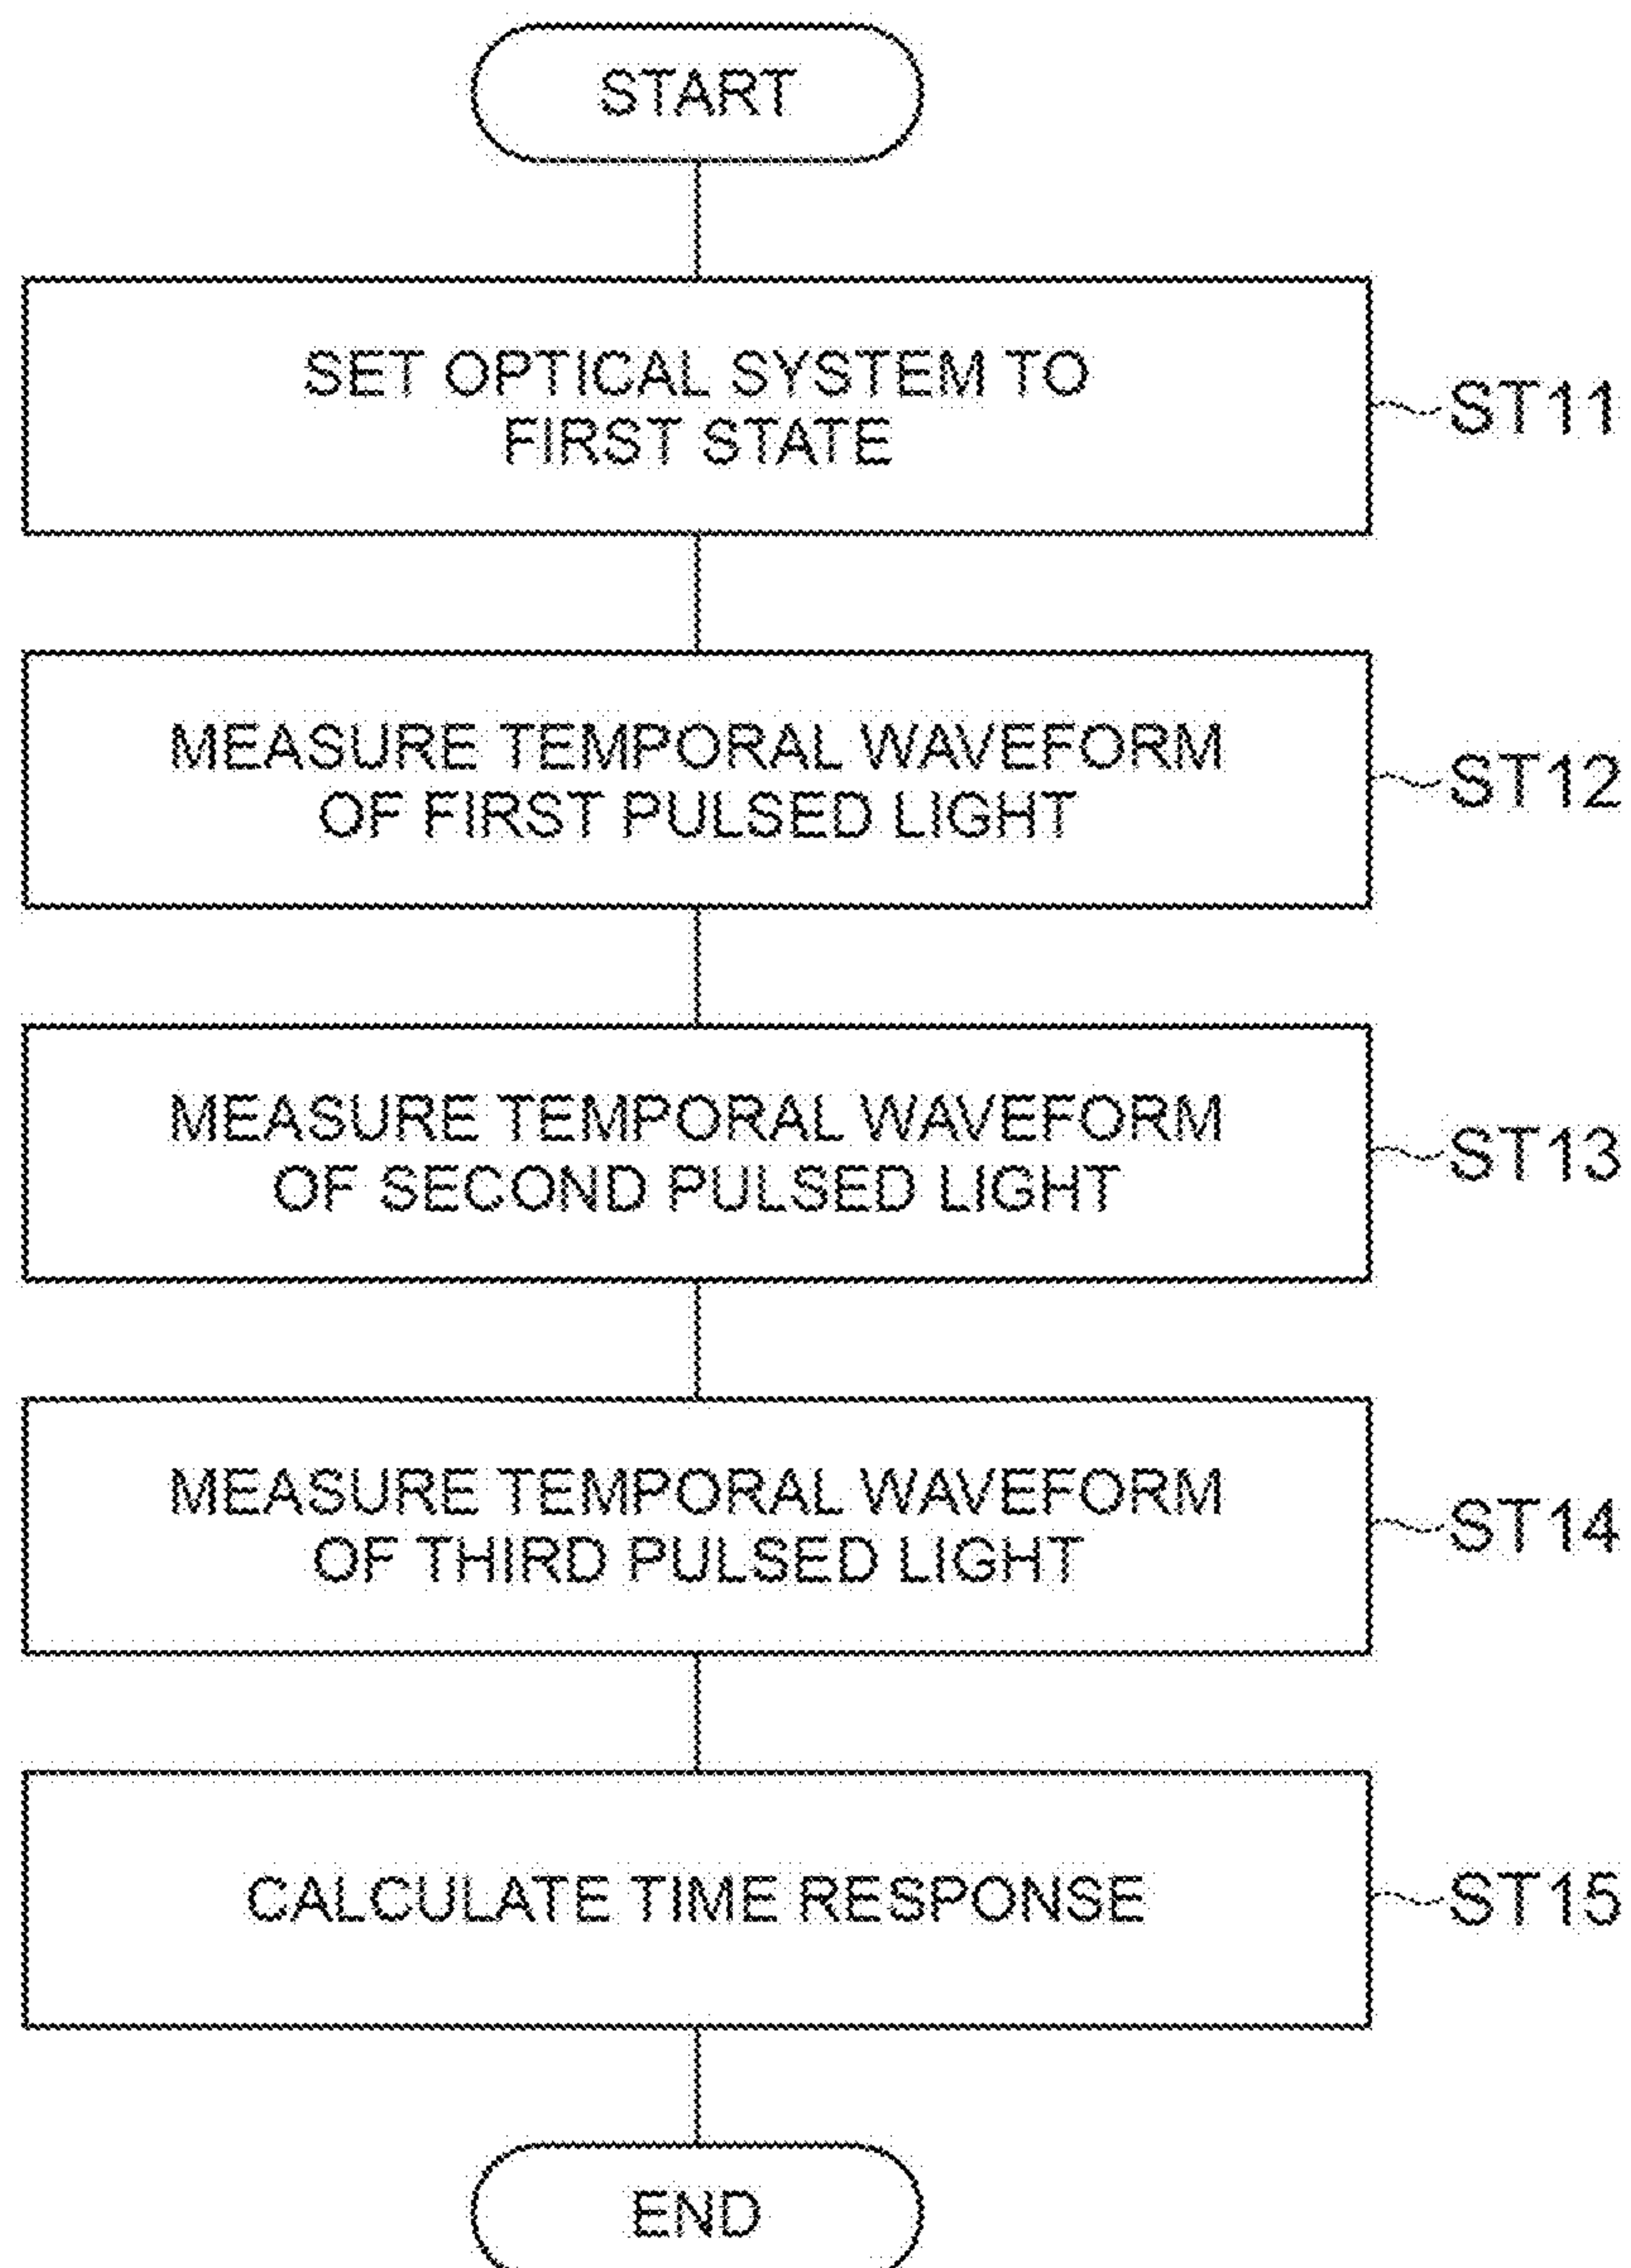 START
SET OPTICAL SYSTEM TO
FIRST STATE
ST11
MEASURE TEMPORAL WAVEFORM
OF FIRST PULSED LIGHT
ST12
MEASURE TEMPORAL WAVEFORM
OF SECOND PULSED LIGHT
ST13
MEASURE TEMPORAL WAVEFORM
OF THIRD PULSED LIGHT
ST14
CALCULATE TIME RESPONSE
ST15
END